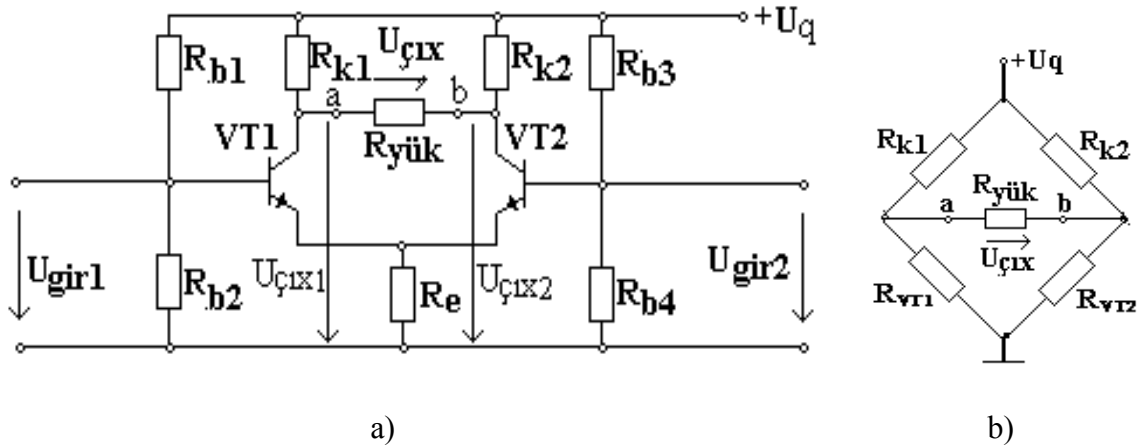 +Uq
Rb1
Rk1
Uçıx
Rk2
Rb3
a
b
VT1
Ryük
VT2
Ugir1
Rb2
Uçıx1
Re
Uçıx2
Rb4
Ugir2
a)
+Uq
Rk1
Rk2
Ryük
a
b
Uçıx
RVT1
RVT2
b)